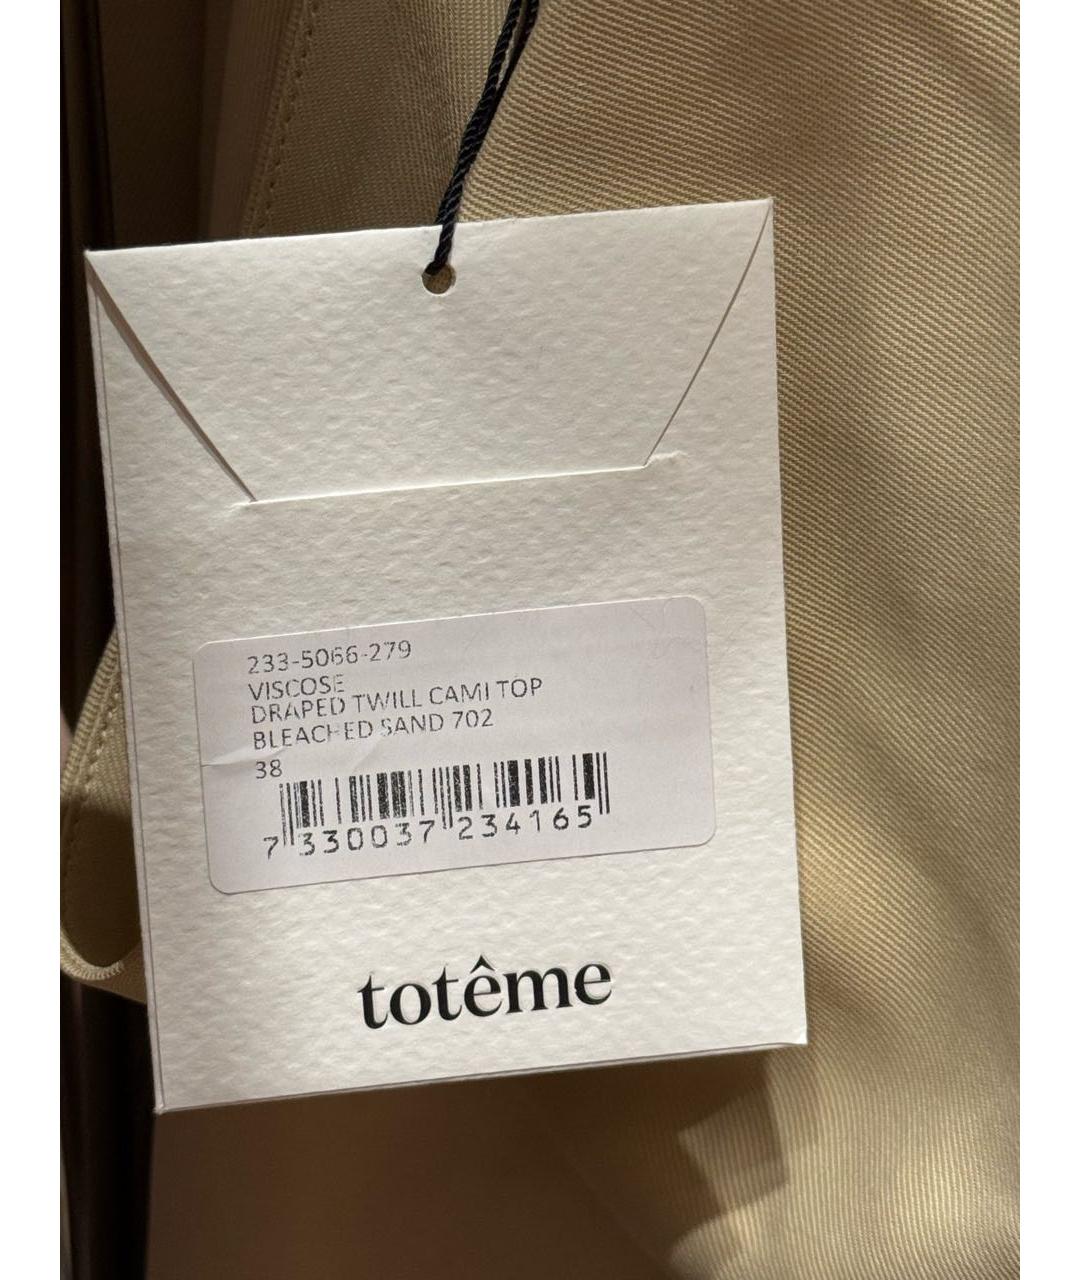 233-5066-279
VISCOSE
DRAPED TWILL CAMI TOP
BLEACHED SAND 702
38
7 330037 234165
totême